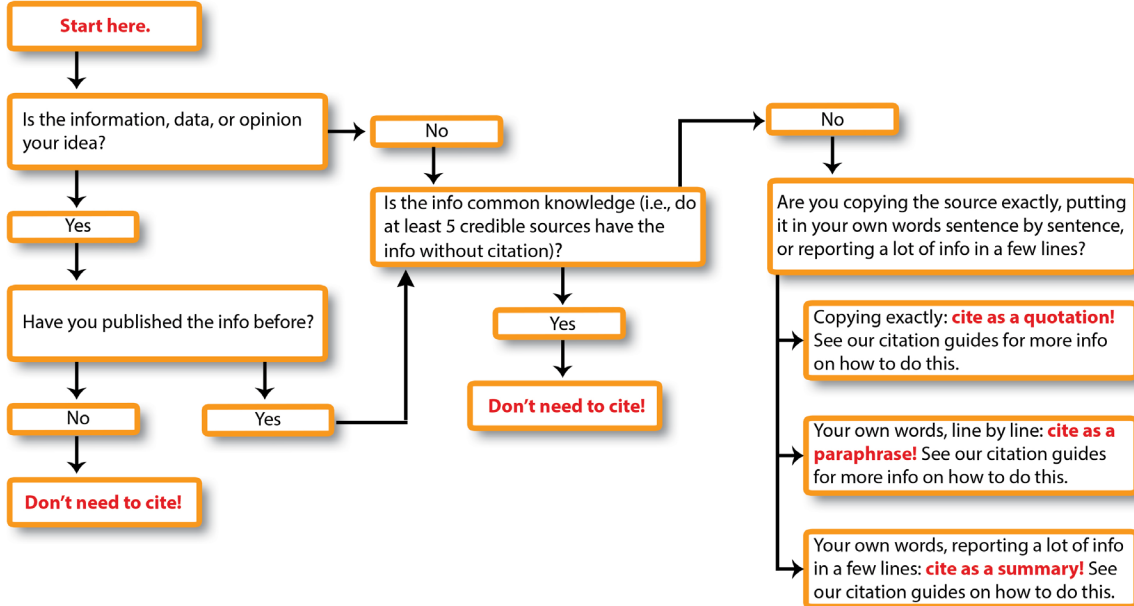 Start here.
Is the information, data, or opinion
your idea?
No
Yes
Is the info common knowledge (i.e., do
at least 5 credible sources have the
info without citation)?
Have you published the info before?
No
Yes
Don't need to cite!
Yes
Don't need to cite!
No
Are you copying the source exactly, putting
it in your own words sentence by sentence,
or reporting a lot of info in a few lines?
Copying exactly: cite as a quotation!
See our citation guides for more info
on how to do this.
Your own words, line by line: cite as a
paraphrase! See our citation guides
for more info on how to do this.
Your own words, reporting a lot of info
in a few lines: cite as a summary! See
our citation guides on how to do this.